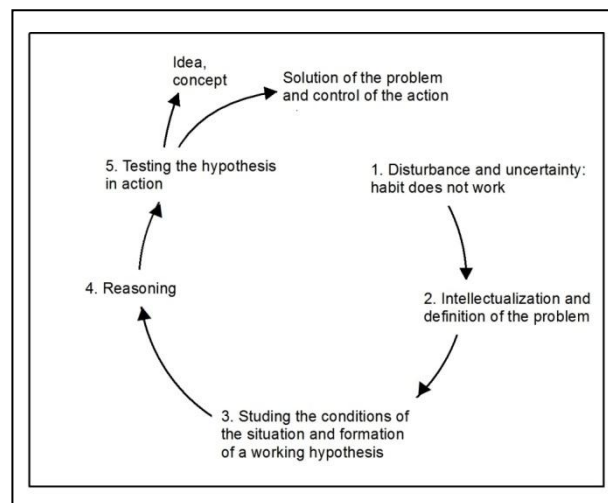 Idea,
concept
Solution of the problem
and control of the action
5. Testing the hypothesis
in action
1. Disturbance and uncertainty:
habit does not work
4. Reasoning
2. Intellectualization and
definition of the problem
3. Studing the conditions of
the situation and formation
of a working hypothesis